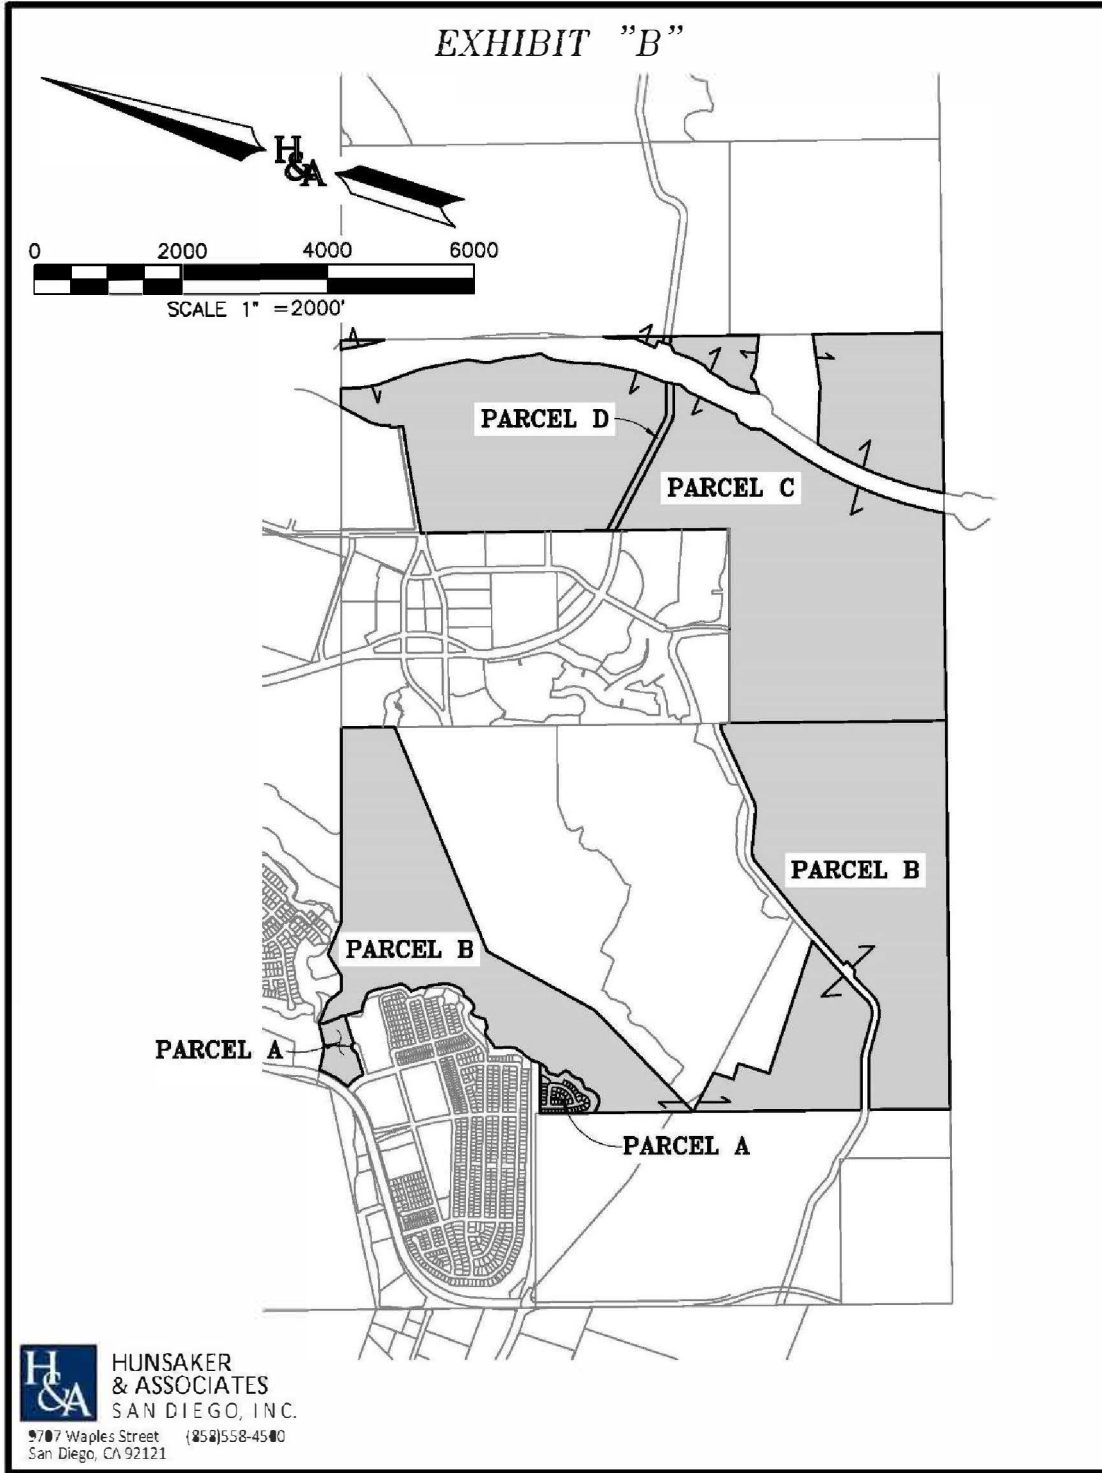 EXHIBIT "B"
H&A
0 2000 4000 6000
SCALE 1" =2000'
PARCEL D
PARCEL C
PARCEL B
PARCEL B
PARCEL A
PARCEL A
H&A
HUNSAKER
& ASSOCIATES
SAN DIEGO, INC.
9707 Waples Street (858)558-4500
San Diego, CA 92121